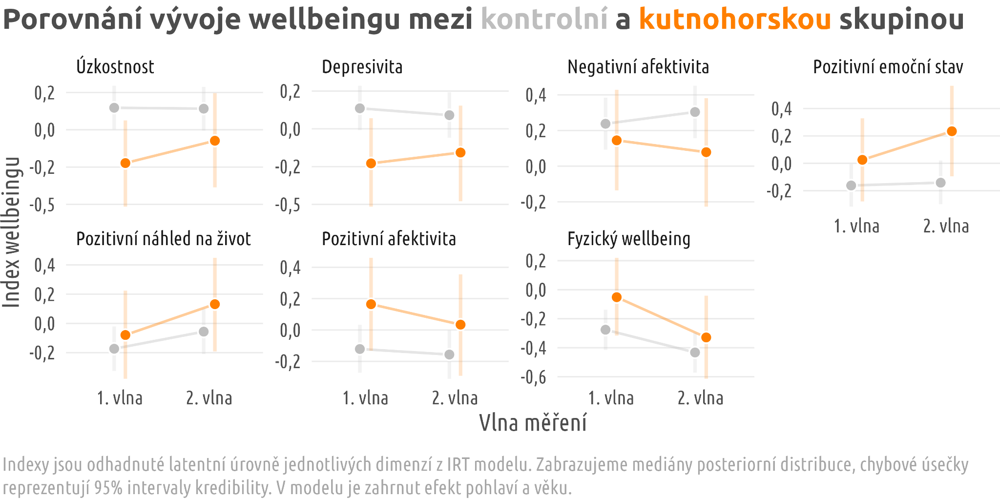 Porovnání vývoje wellbeingu mezi kontrolní a kutnohorskou skupinou
Index wellbeingu
Úzkostnost
0,2
0,0
-0,2
-0,5
Depresivita
0,2
0,0
-0,2
-0,5
Negativní afektivita
0,4
0,2
0,0
-0,2
Pozitivní emoční stav
0,4
0,2
0,0
-0,2
1. vlna 2. vlna
Pozitivní náhled na život
0,4
0,2
0,0
-0,2
1. vlna 2. vlna
Pozitivní afektivita
0,4
0,2
0,0
-0,2
1. vlna 2. vlna
Fyzický wellbeing
0,2
0,0
-0,2
-0,4
-0,6
1. vlna 2. vlna
Vlna měření
Indexy jsou odhadnuté latentní úrovně jednotlivých dimenzí z IRT modelu. Zabrazujeme mediány posteriorní distribuce, chybové úsečky
reprezentují 95% intervaly kredibility. V modelu je zahrnut efekt pohlaví a věku.